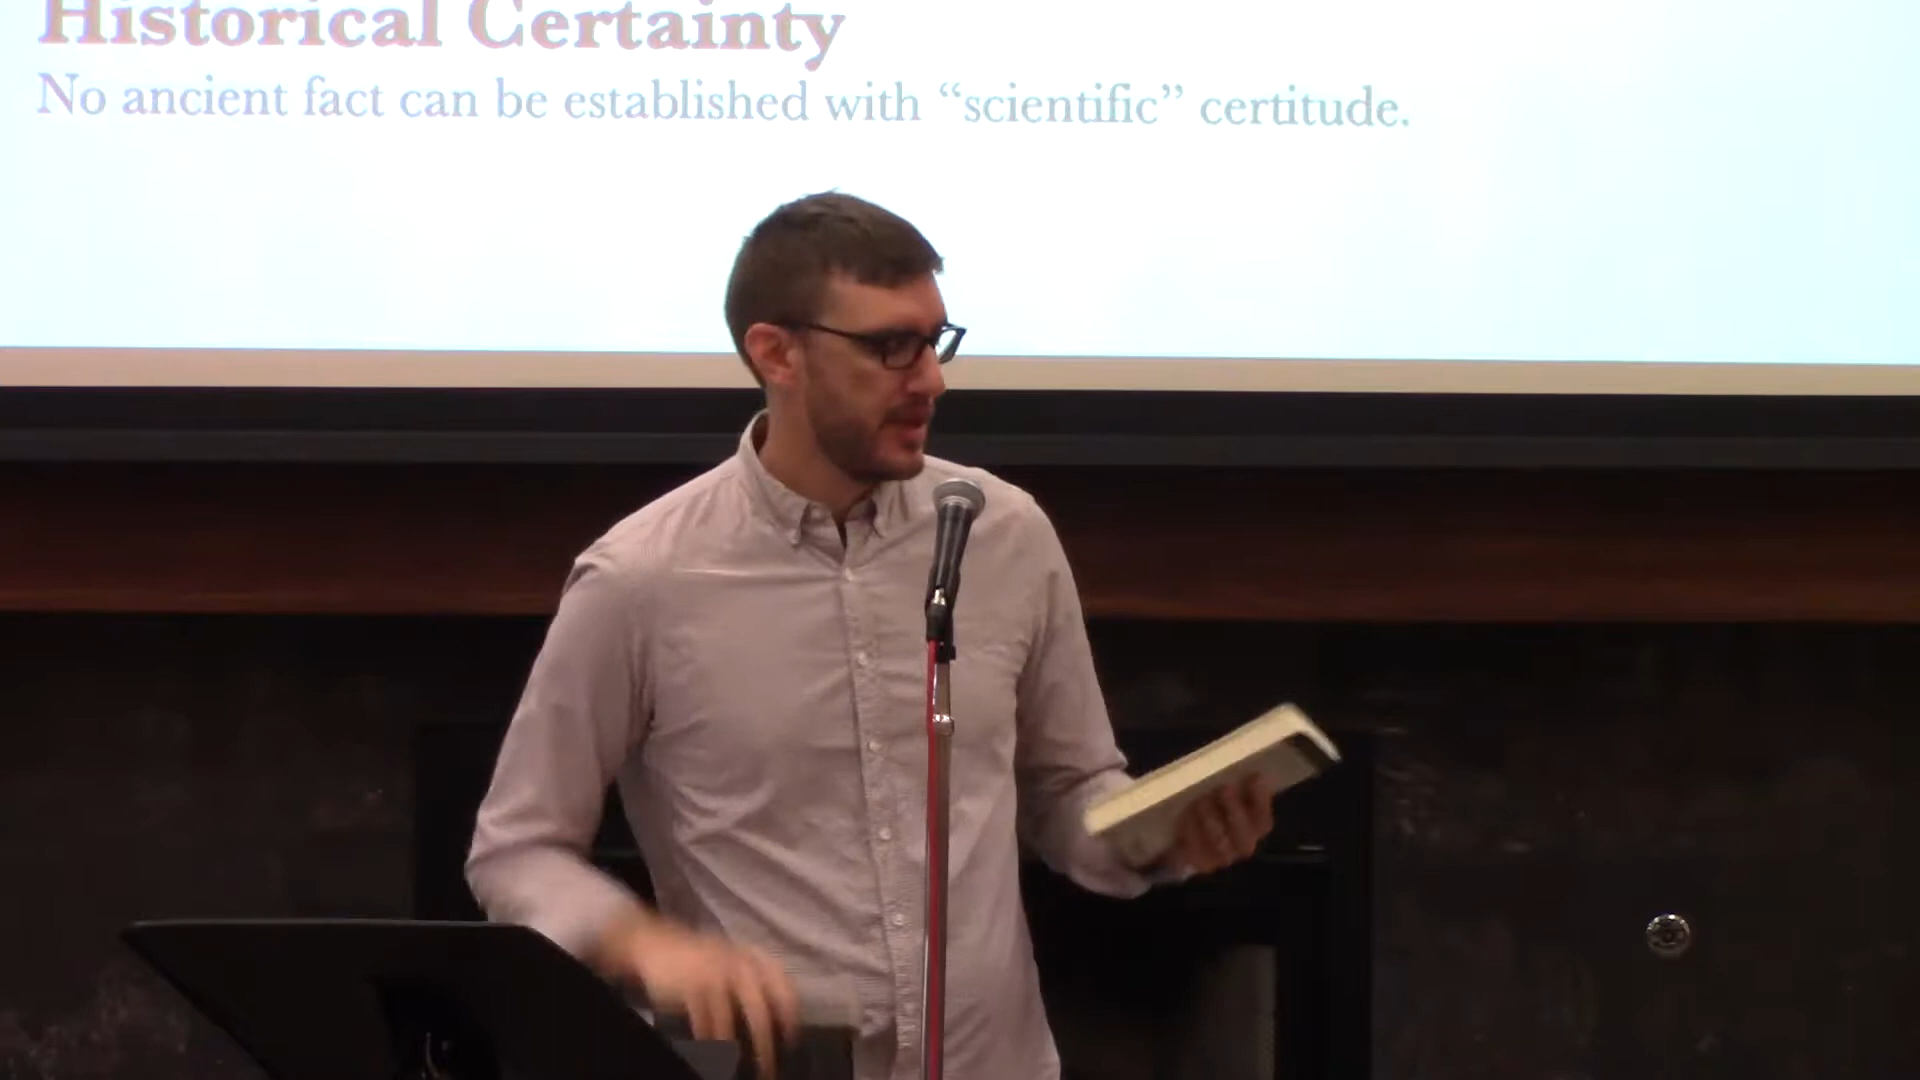 Historical Certainty
No ancient fact can be established with “scientific” certitude.